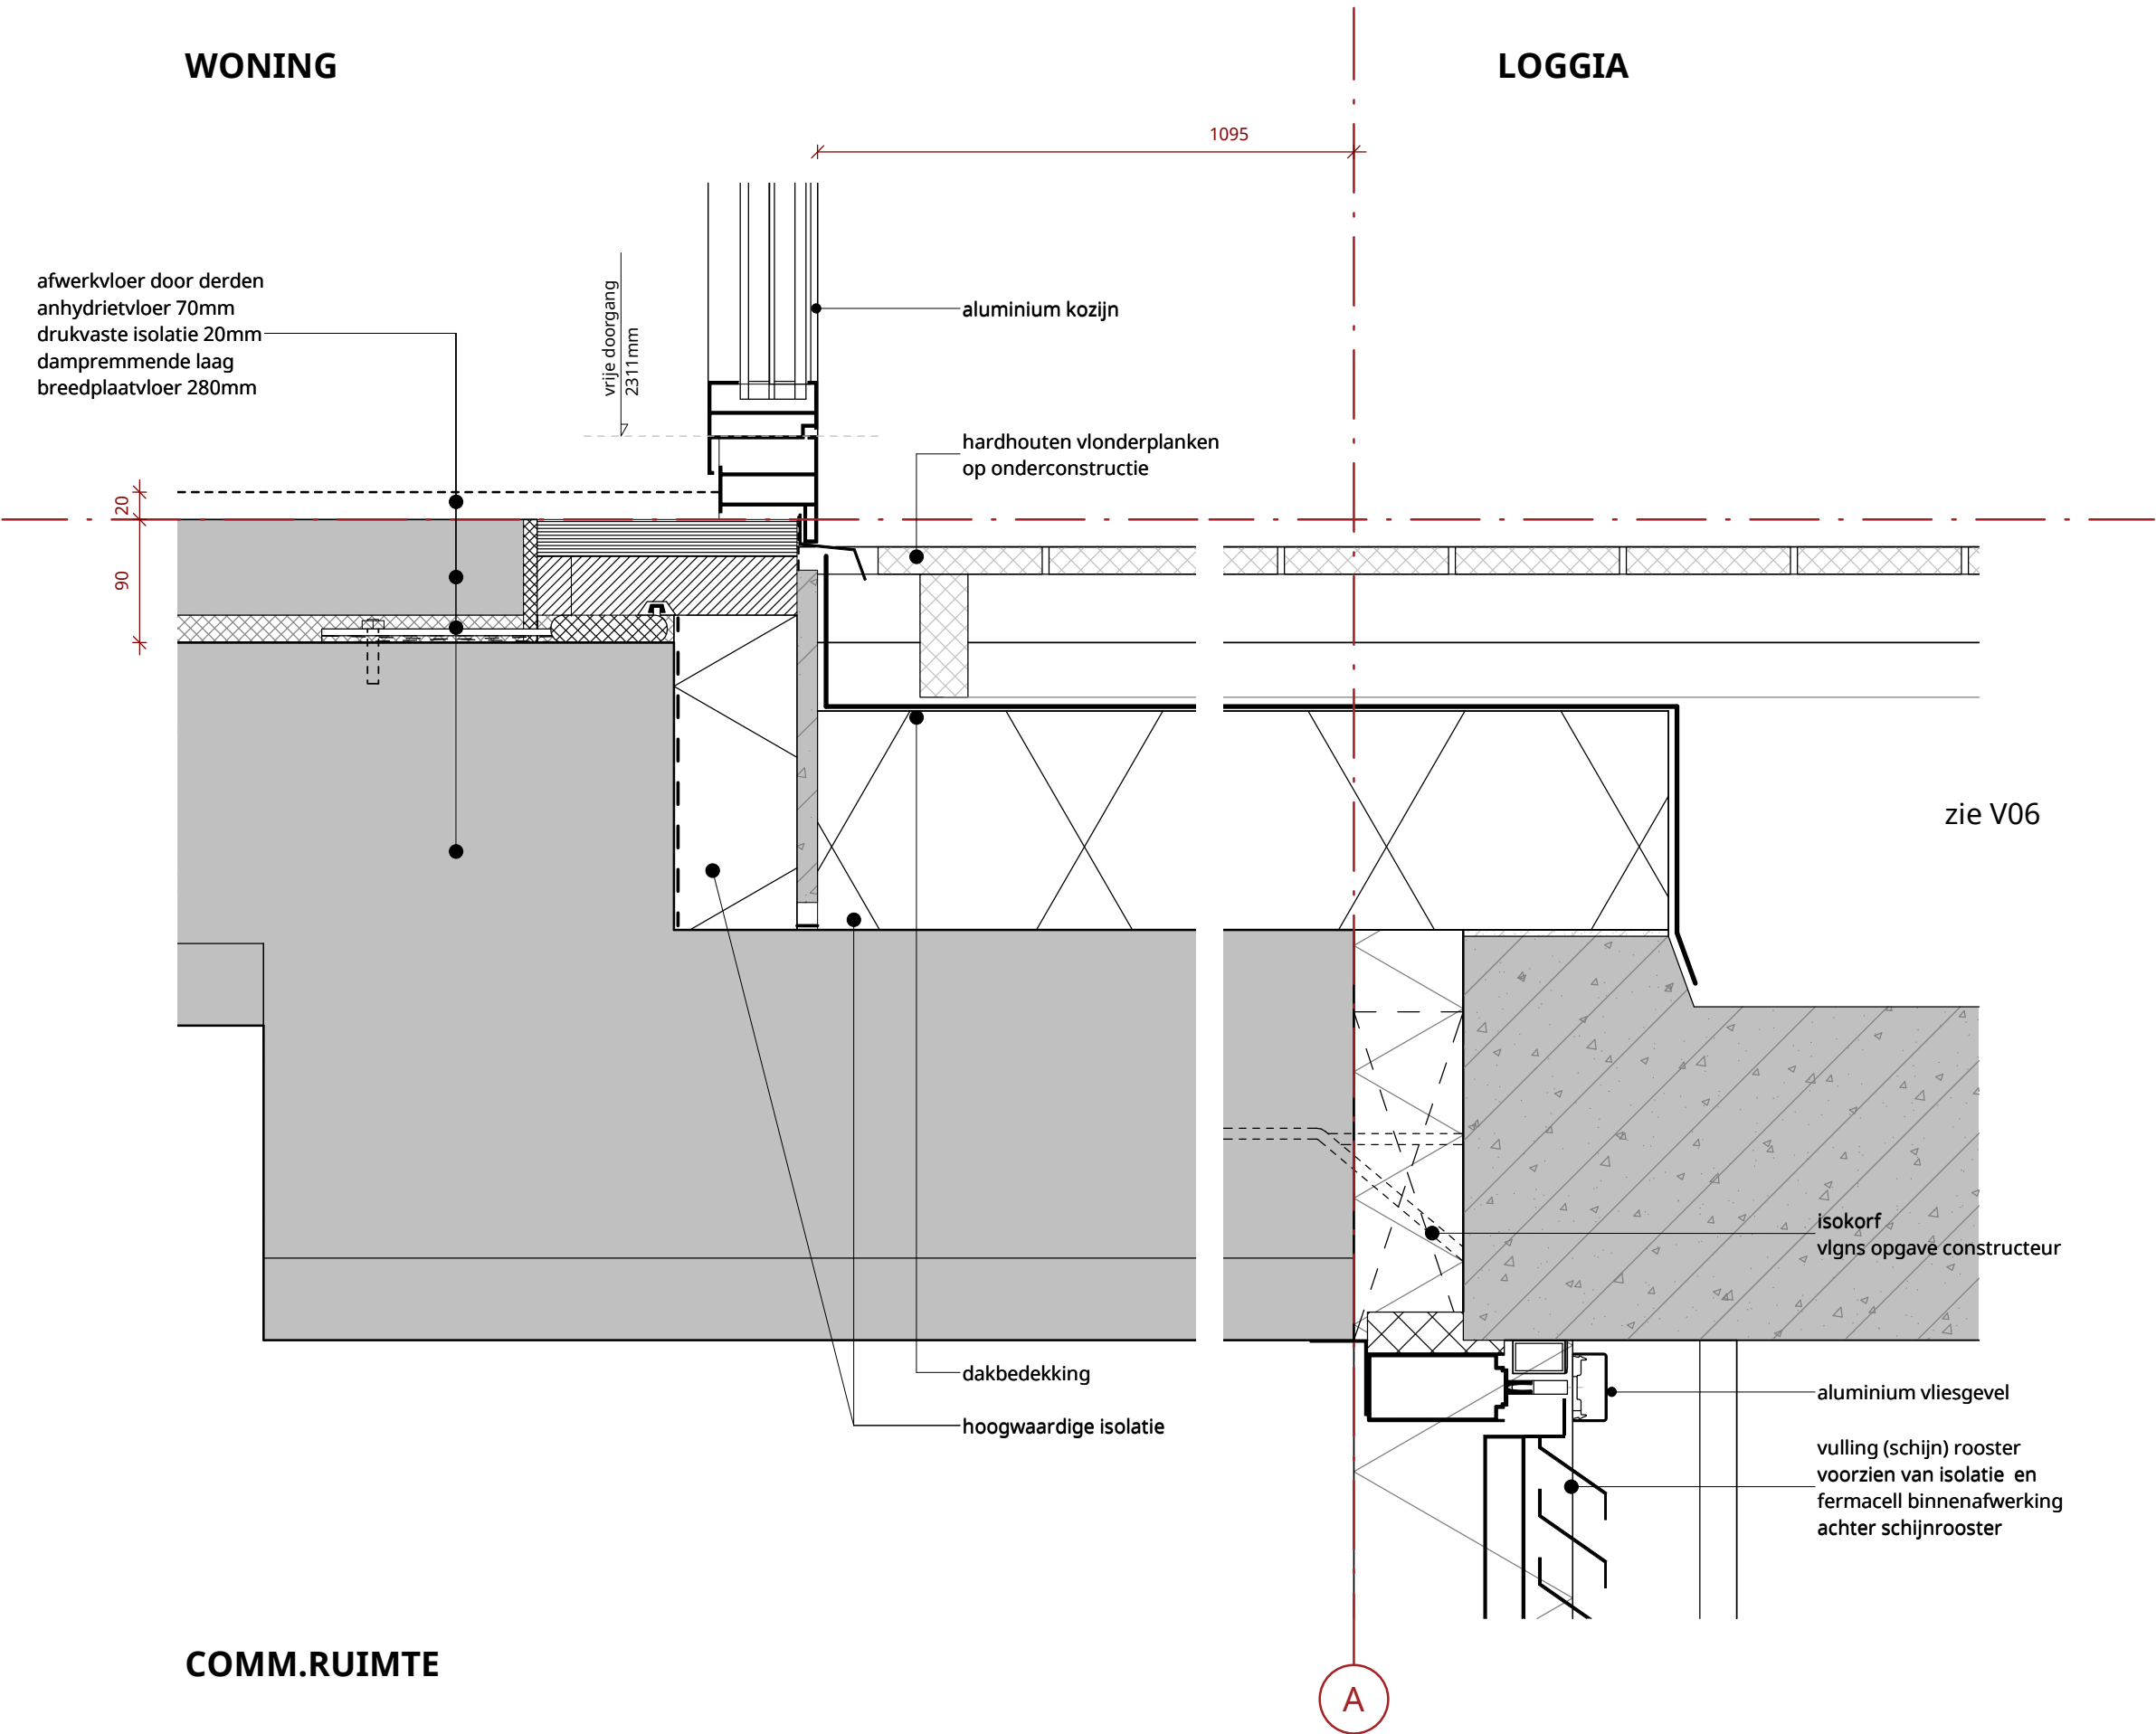 WONING
LOGGIA
1095
afwerkvloer door derden
anhydrietvloer 70mm
drukvaste isolatie 20mm
dampremmende laag
breedplaatvloer 280mm
vrije doorgang
2311mm
aluminium kozijn
hardhouten vlonderplanken
op onderconstructie
20
90
zie V06
isokorf
vlgns opgave constructeur
dakbedekking
hoogwaardige isolatie
aluminium vliesgevel
vulling (schijn) rooster
voorzien van isolatie en
fermacell binnenafwerking
achter schijnrooster
COMM.RUIMTE
A